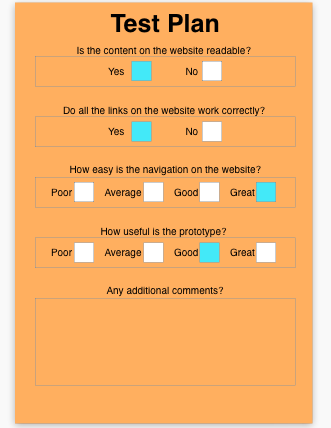 Test Plan
Is the content on the website readable?
Yes No
Do all the links on the website work correctly?
Yes No
How easy is the navigation on the website?
Poor Average Good Great
How useful is the prototype?
Poor Average Good Great
Any additional comments?